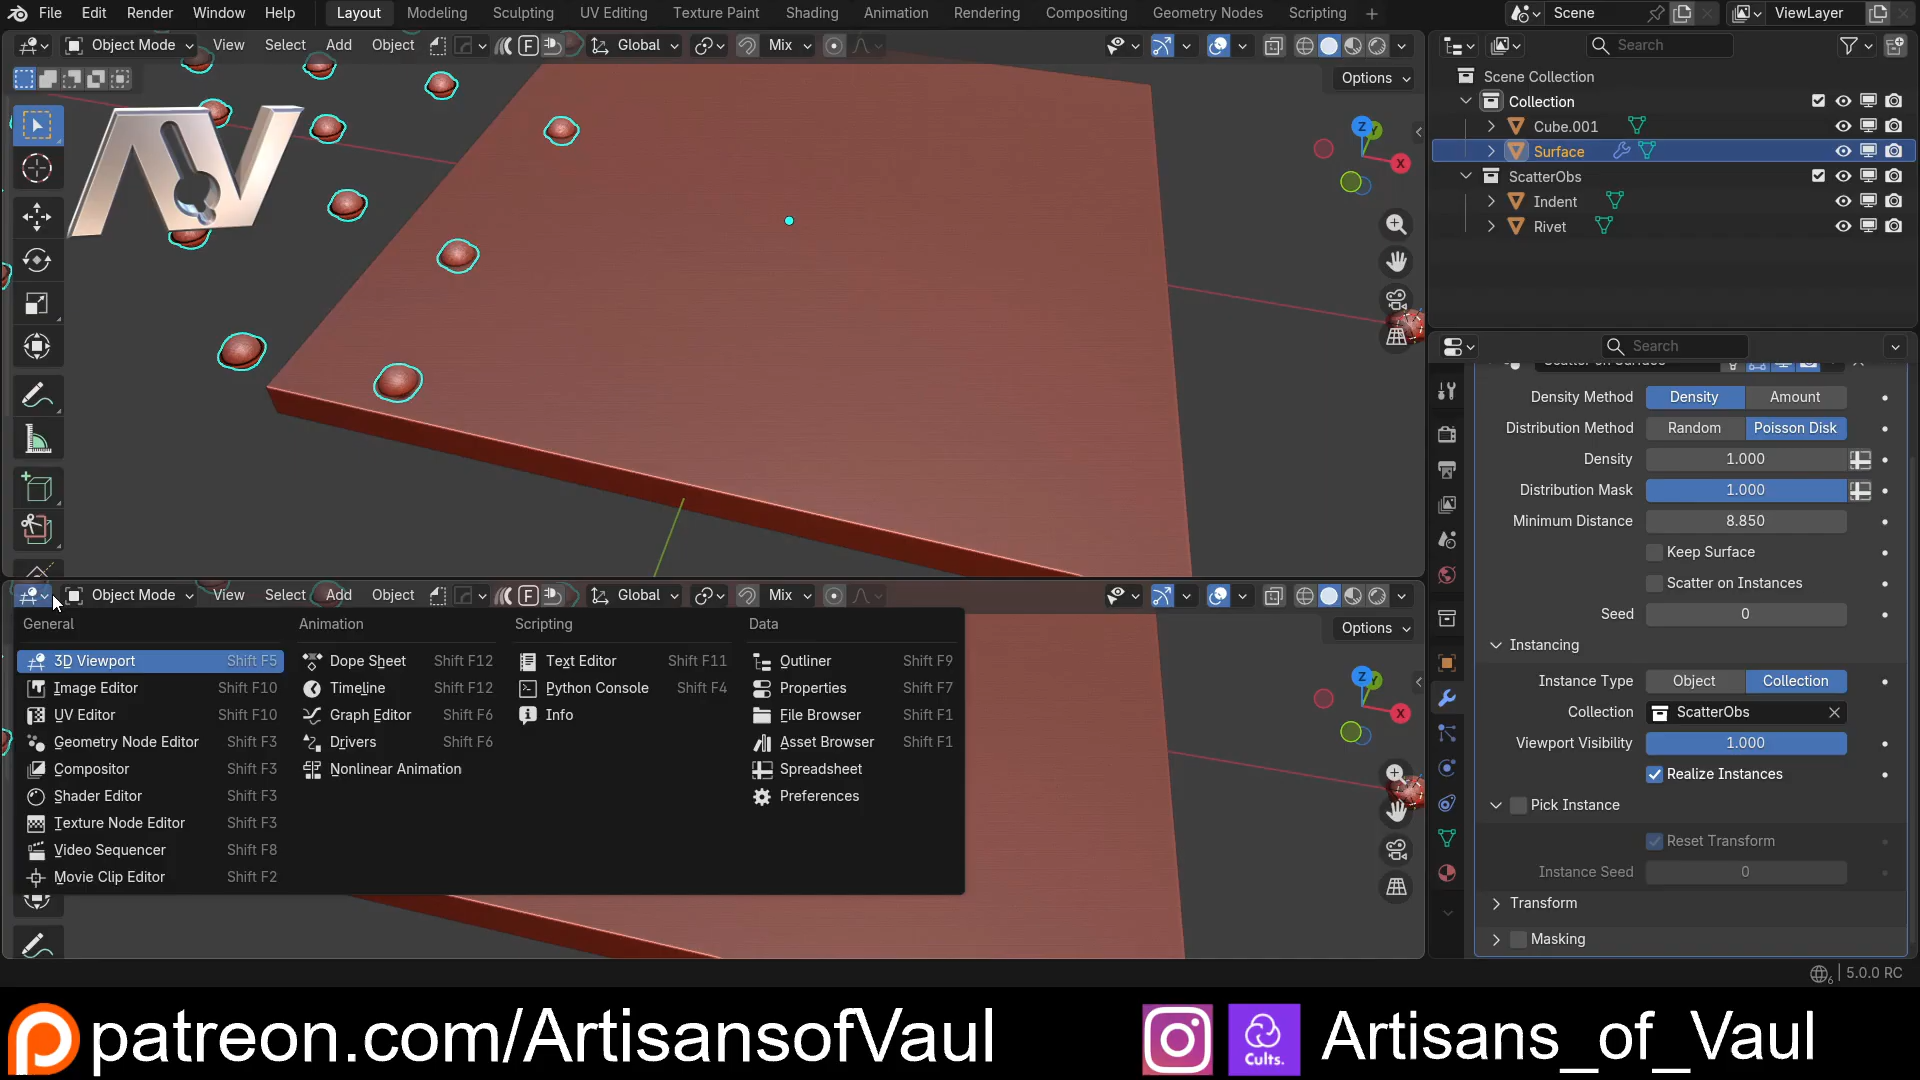 File Edit Render Window Help Layout Modeling Sculpting UV Editing Texture Paint Shading Animation Rendering Compositing Geometry Nodes Scripting + Scene ViewLayer
Object Mode View Select Add Object Global Mix Search
Options
Scene Collection
Collection
Cube.001
Surface
ScatterObs
Indent
Rivet
Z Y X
Search
Density Method Density Amount
Distribution Method Random Poisson Disk
Density 1.000
Distribution Mask 1.000
Minimum Distance 8.850
Keep Surface
Scatter on Instances
Seed 0
Instancing
Instance Type Object Collection
Collection ScatterObs
Viewport Visibility 1.000
Realize Instances
Pick Instance
Reset Transform
Instance Seed 0
Transform
Masking
Object Mode View Select Add Object Global Mix
Options
Z Y X
General Animation Scripting Data
3D Viewport Shift F5 Dope Sheet Shift F12 Text Editor Shift F11 Outliner Shift F9
Image Editor Shift F10 Timeline Shift F12 Python Console Shift F4 Properties Shift F7
UV Editor Shift F10 Graph Editor Shift F6 Info File Browser Shift F1
Geometry Node Editor Shift F3 Drivers Shift F6 Asset Browser Shift F1
Compositor Shift F3 Nonlinear Animation Spreadsheet
Shader Editor Shift F3 Preferences
Texture Node Editor Shift F3
Video Sequencer Shift F8
Movie Clip Editor Shift F2
5.0.0 RC
patreon.com/ArtisansofVaul Cults. Artisans_of_Vaul